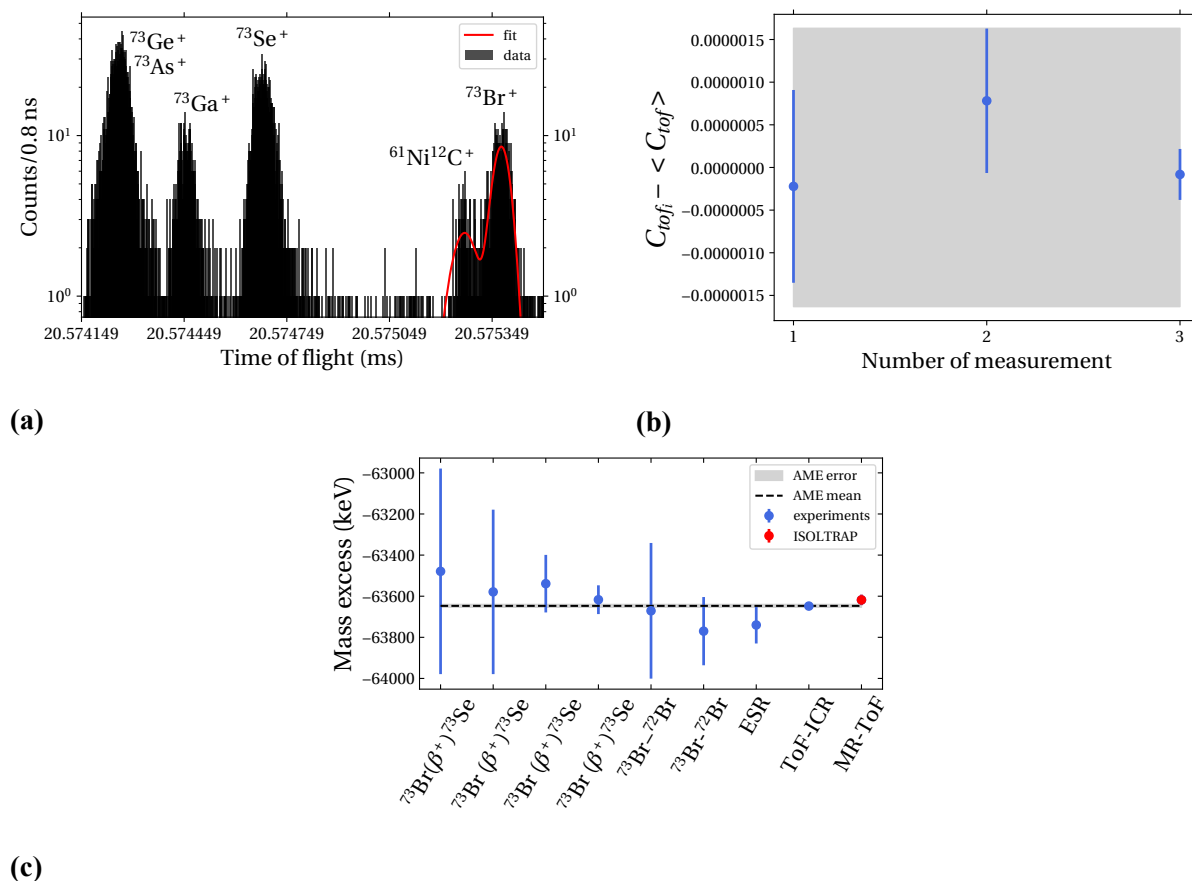 ⁷³Ge⁺
⁷³As⁺
⁷³Ga⁺
⁷³Se⁺
⁶¹Ni¹²C⁺
⁷³Br⁺
fit
data
10¹
10⁰
10¹
10⁰
Counts/0.8 ns
20.574149 20.574449 20.574749 20.575049 20.575349
Time of flight (ms)
(a)
0.0000015
0.0000010
0.0000005
0.0000000
−0.0000005
−0.0000010
−0.0000015
C_{tof_i} − < C_{tof} >
1 2 3
Number of measurement
(b)
−63000
−63200
−63400
−63600
−63800
−64000
Mass excess (keV)
AME error
AME mean
experiments
ISOLTRAP
⁷³Br(β⁺)⁷³Se
⁷³Br (β⁺)⁷³Se
⁷³Br (β⁺)⁷³Se
⁷³Br (β⁺)⁷³Se
⁷³Br−⁷²Br
⁷³Br-⁷²Br
ESR
ToF-ICR
MR-ToF
(c)